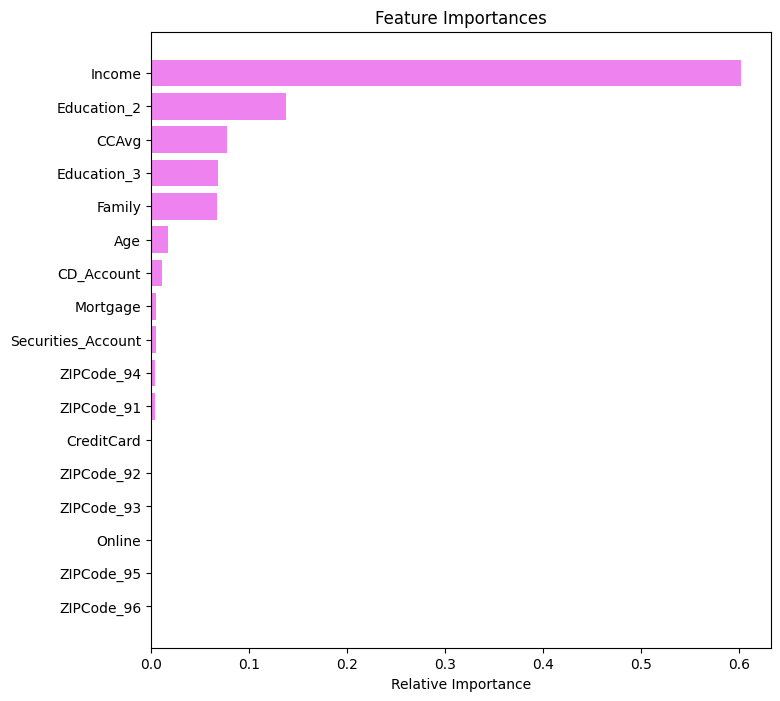 Feature Importances
Income
Education_2
CCAvg
Education_3
Family
Age
CD_Account
Mortgage
Securities_Account
ZIPCode_94
ZIPCode_91
CreditCard
ZIPCode_92
ZIPCode_93
Online
ZIPCode_95
ZIPCode_96
0.0 0.1 0.2 0.3 0.4 0.5 0.6
Relative Importance